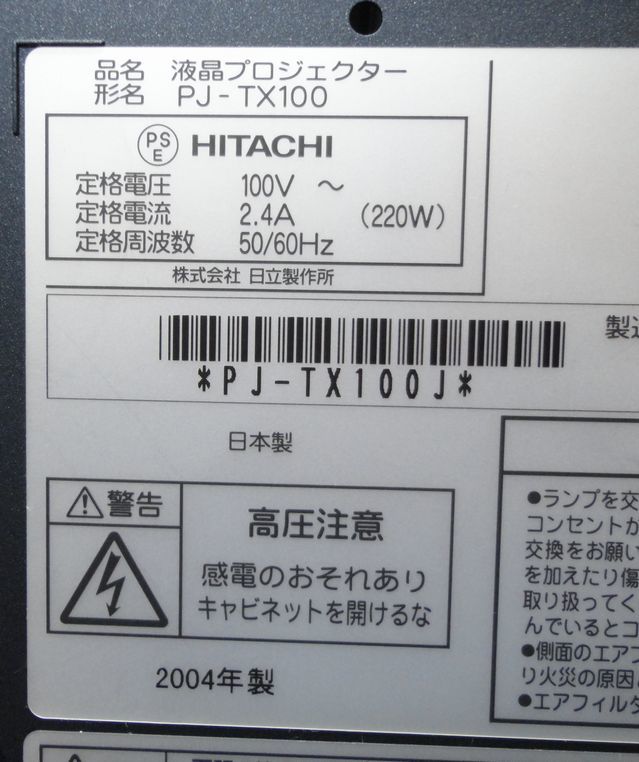 品名 液晶プロジェクター
形名 PJ-TX100
PS
E
HITACHI
定格電圧 100V ～
定格電流 2.4A (220W)
定格周波数 50/60Hz
株式会社 日立製作所
製造
*PJ-TX100J*
日本製
警告
高圧注意
感電のおそれあり
キャビネットを開けるな
2004年製
●ランプを交
コンセントか
交換をお願い
を加えたり傷
取り扱ってく
んでいるとコ
●側面のエアフ
り火災の原因
●エアフィルタ